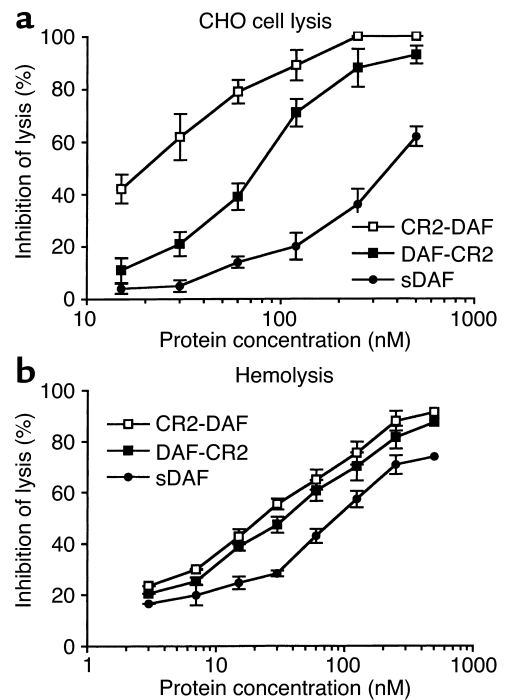 a
CHO cell lysis
Inhibition of lysis (%)
100
80
60
40
20
0
CR2-DAF
DAF-CR2
sDAF
10
100
1000
Protein concentration (nM)
b
Hemolysis
Inhibition of lysis (%)
100
80
60
40
20
0
CR2-DAF
DAF-CR2
sDAF
1
10
100
1000
Protein concentration (nM)